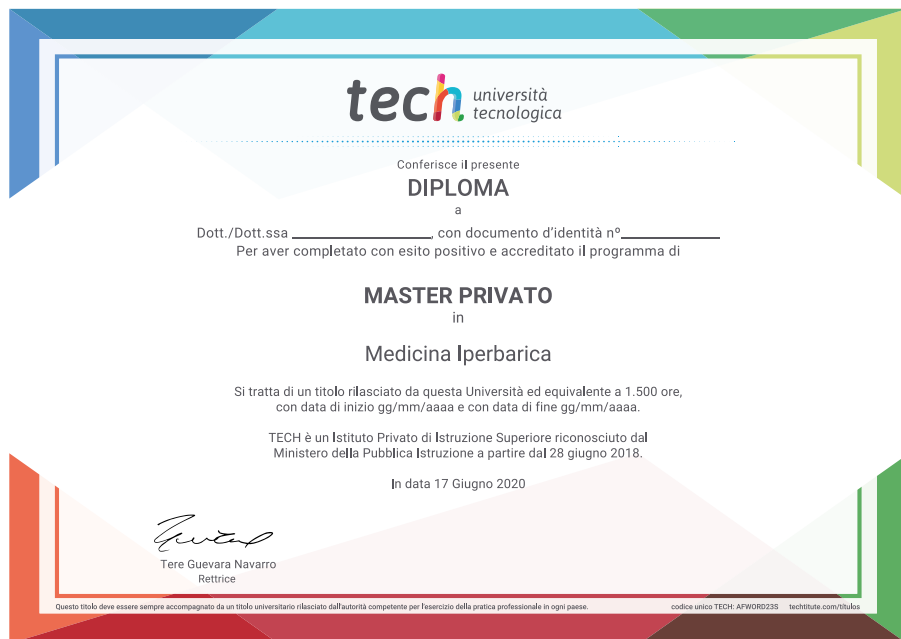 tech università
tecnologica
Conferisce il presente
DIPLOMA
a
Dott./Dott.ssa ____________, con documento d'identità nº____________
Per aver completato con esito positivo e accreditato il programma di
MASTER PRIVATO
in
Medicina Iperbarica
Si tratta di un titolo rilasciato da questa Università ed equivalente a 1.500 ore,
con data di inizio gg/mm/aaaa e con data di fine gg/mm/aaaa.
TECH è un Istituto Privato di Istruzione Superiore riconosciuto dal
Ministero della Pubblica Istruzione a partire dal 28 giugno 2018.
In data 17 Giugno 2020
Tere Guevara Navarro
Rettrice
Questo titolo deve essere sempre accompagnato da un titolo universitario rilasciato dall'autorità competente per l'esercizio della pratica professionale in ogni paese. codice unico TECH: AFWORD23S techtitute.com/titulos